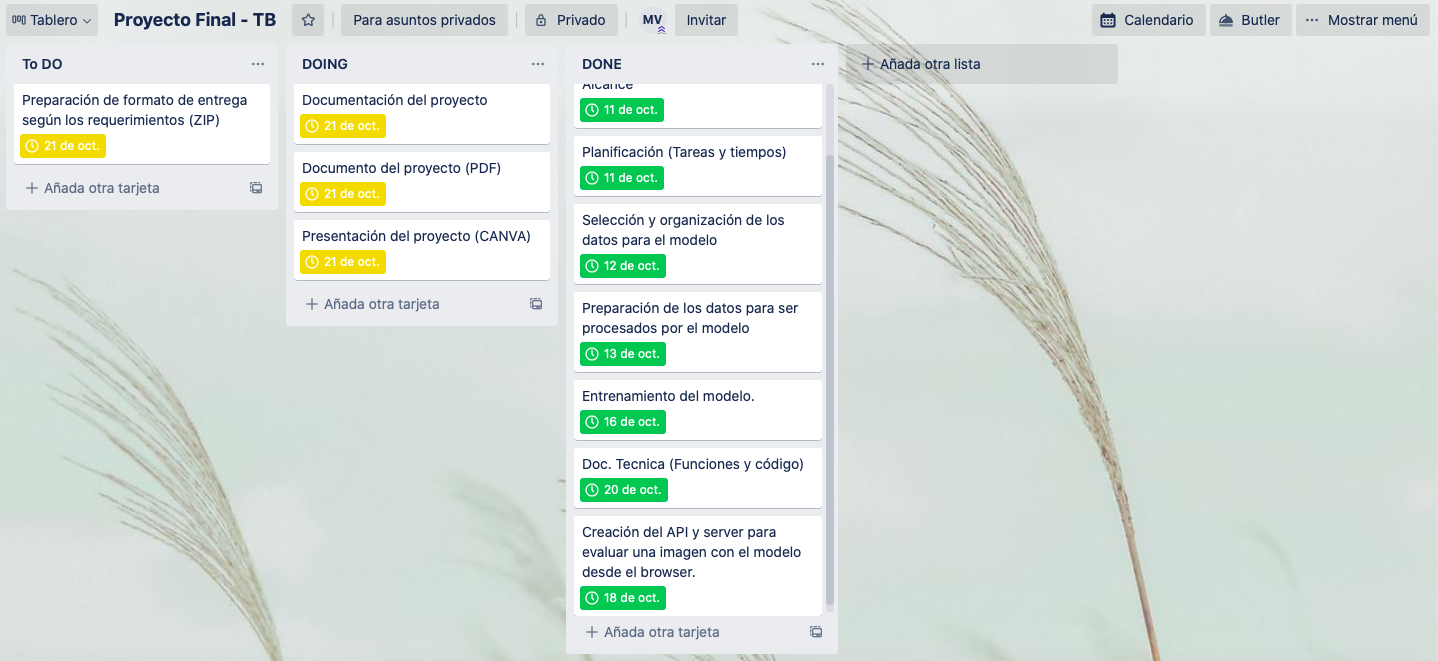 Tablero
Proyecto Final - TB
Para asuntos privados
Privado
MV
Invitar
Calendario
Butler
Mostrar menú
To DO
Preparación de formato de entrega
según los requerimientos (ZIP)
21 de oct.
Añada otra tarjeta
DOING
Documentación del proyecto
21 de oct.
Documento del proyecto (PDF)
21 de oct.
Presentación del proyecto (CANVA)
21 de oct.
Añada otra tarjeta
DONE
Alcance
11 de oct.
Planificación (Tareas y tiempos)
11 de oct.
Selección y organización de los
datos para el modelo
12 de oct.
Preparación de los datos para ser
procesados por el modelo
13 de oct.
Entrenamiento del modelo.
16 de oct.
Doc. Tecnica (Funciones y código)
20 de oct.
Creación del API y server para
evaluar una imagen con el modelo
desde el browser.
18 de oct.
Añada otra tarjeta
Añada otra lista